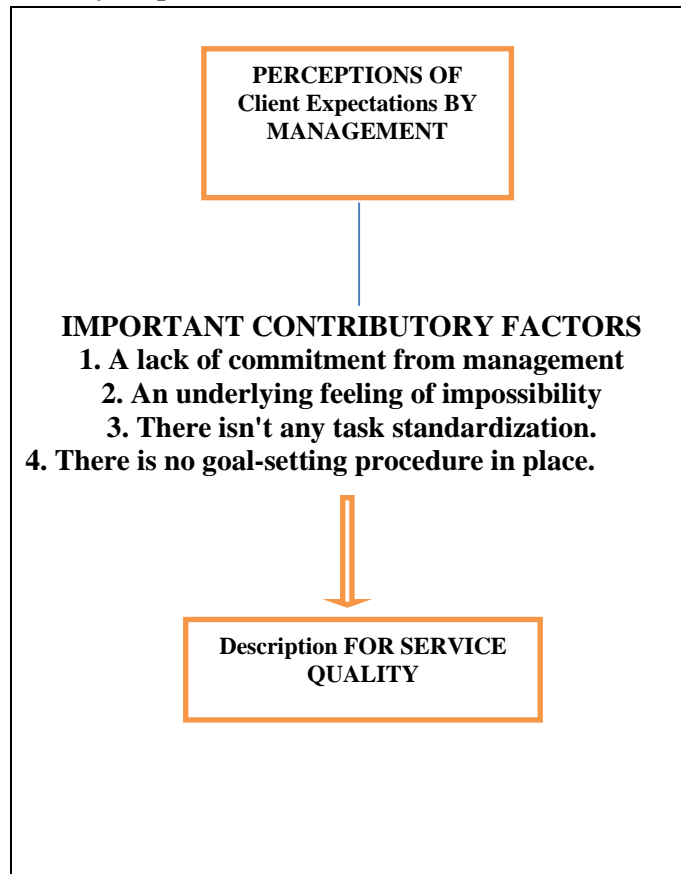 PERCEPTIONS OF
Client Expectations BY
MANAGEMENT
IMPORTANT CONTRIBUTORY FACTORS
1. A lack of commitment from management
2. An underlying feeling of impossibility
3. There isn't any task standardization.
4. There is no goal-setting procedure in place.
Description FOR SERVICE
QUALITY